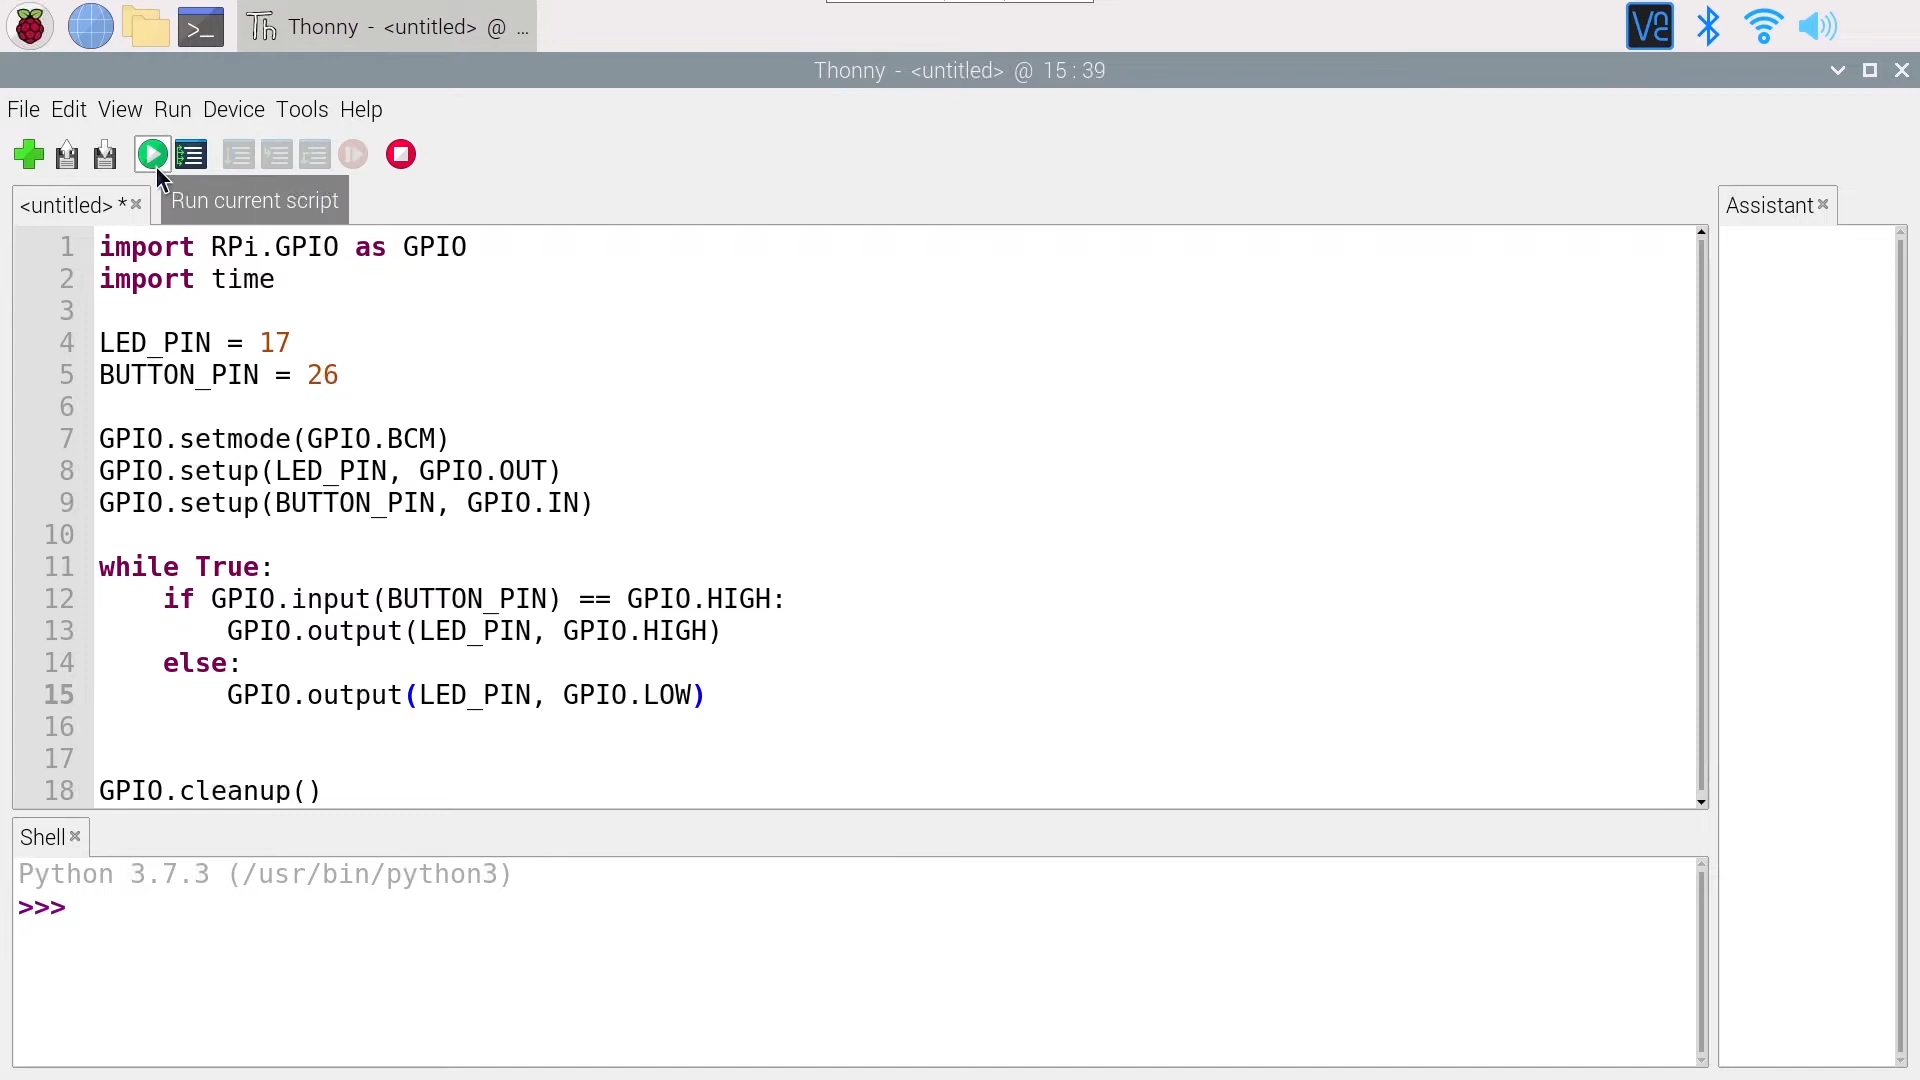 Thonny - <untitled> @ ...
Thonny - <untitled> @ 15:39
File Edit View Run Device Tools Help
Run current script
<untitled> *
Assistant
1 import RPi.GPIO as GPIO
2 import time
3
4 LED_PIN = 17
5 BUTTON_PIN = 26
6
7 GPIO.setmode(GPIO.BCM)
8 GPIO.setup(LED_PIN, GPIO.OUT)
9 GPIO.setup(BUTTON_PIN, GPIO.IN)
10
11 while True:
12     if GPIO.input(BUTTON_PIN) == GPIO.HIGH:
13         GPIO.output(LED_PIN, GPIO.HIGH)
14     else:
15         GPIO.output(LED_PIN, GPIO.LOW)
16
17
18 GPIO.cleanup()
Shell
Python 3.7.3 (/usr/bin/python3)
>>>